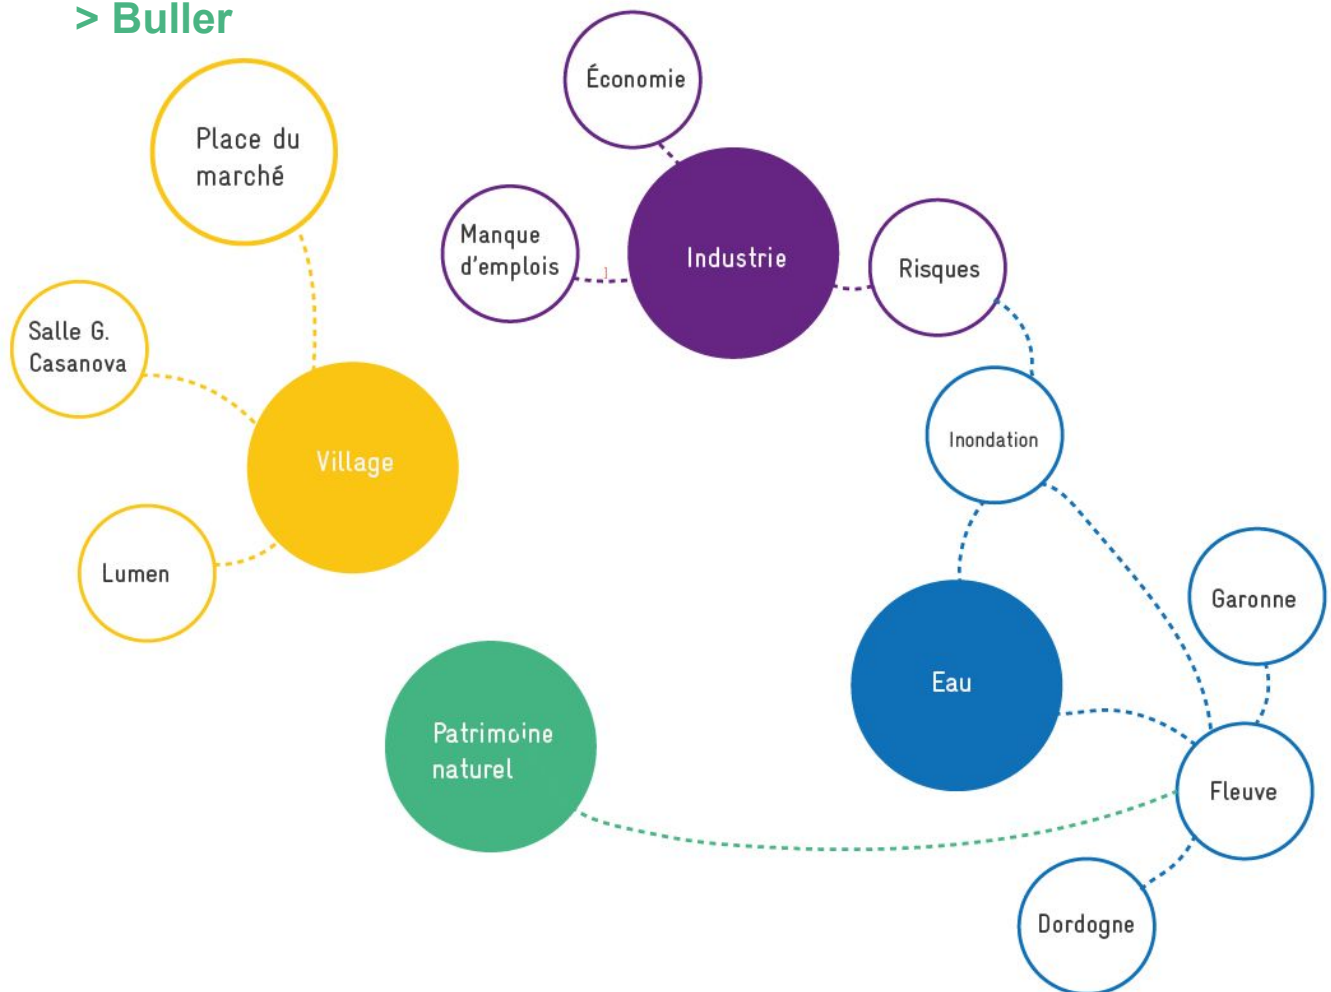 > Buller
Économie
Place du
marché
Manque
d'emplois
]
Industrie
Risques
Salle G.
Casanova
Inondation
Village
Lumen
Garonne
Eau
Patrimoine
naturel
Fleuve
Dordogne